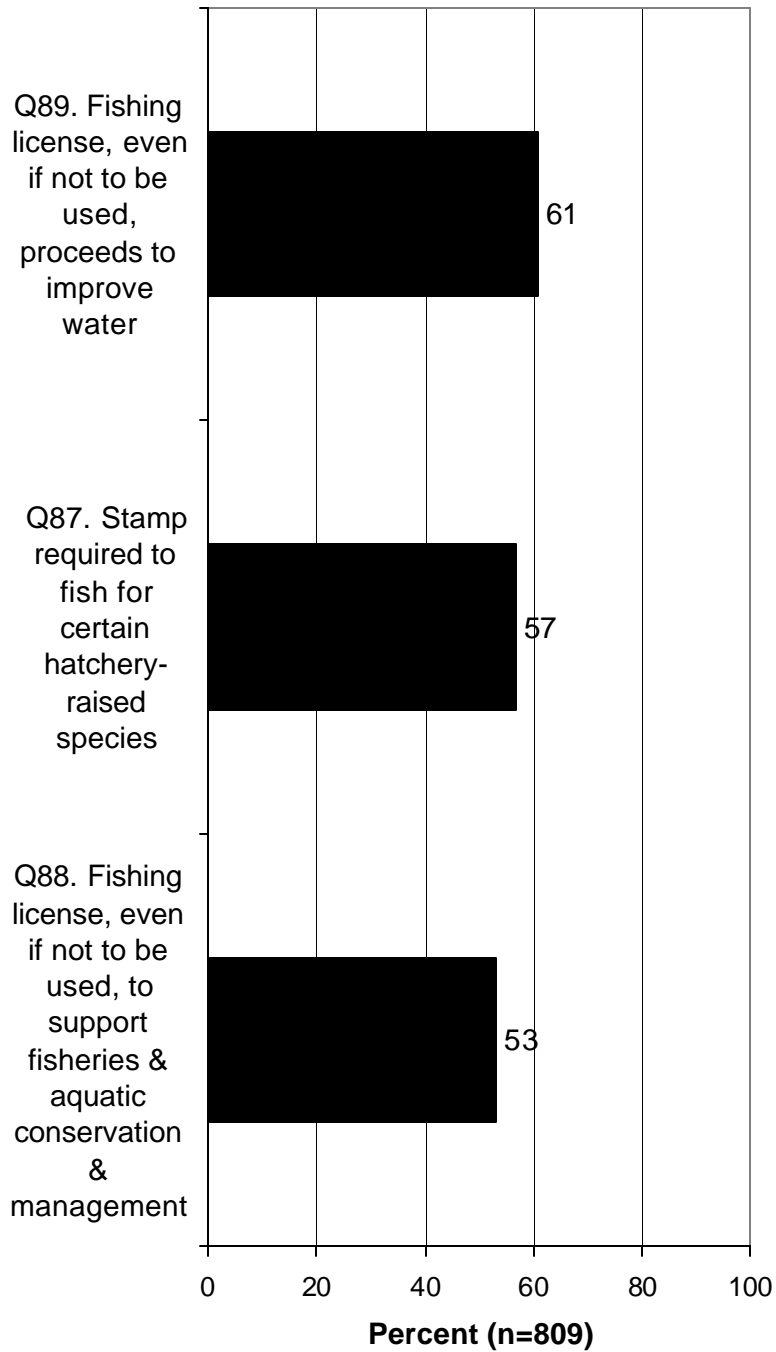 Q89. Fishing
license, even
if not to be
used,
proceeds to
improve
water
61
Q87. Stamp
required to
fish for
certain
hatchery-
raised
species
57
Q88. Fishing
license, even
if not to be
used, to
support
fisheries &
aquatic
conservation
&
management
53
0 20 40 60 80 100
Percent (n=809)